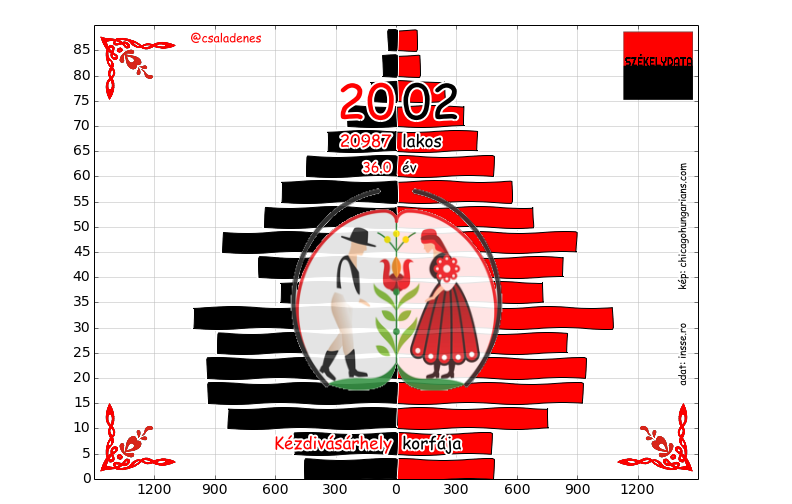 @csaladenes
SZÉKELYDATA
2002
20987 lakos
36.0 év
kép: chicagohungarians.com
adat: insse.ro
Kézdivásárhely korfája
85
80
75
70
65
60
55
50
45
40
35
30
25
20
15
10
5
0
1200 900 600 300 0 300 600 900 1200